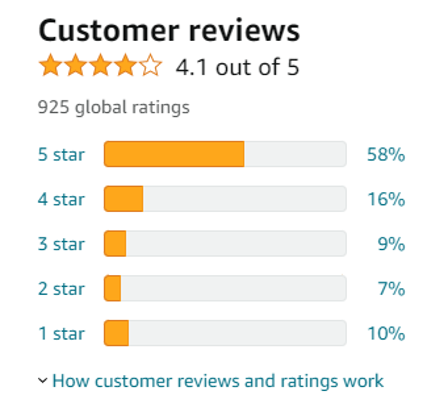 Customer reviews
4.1 out of 5
925 global ratings
5 star 58%
4 star 16%
3 star 9%
2 star 7%
1 star 10%
How customer reviews and ratings work